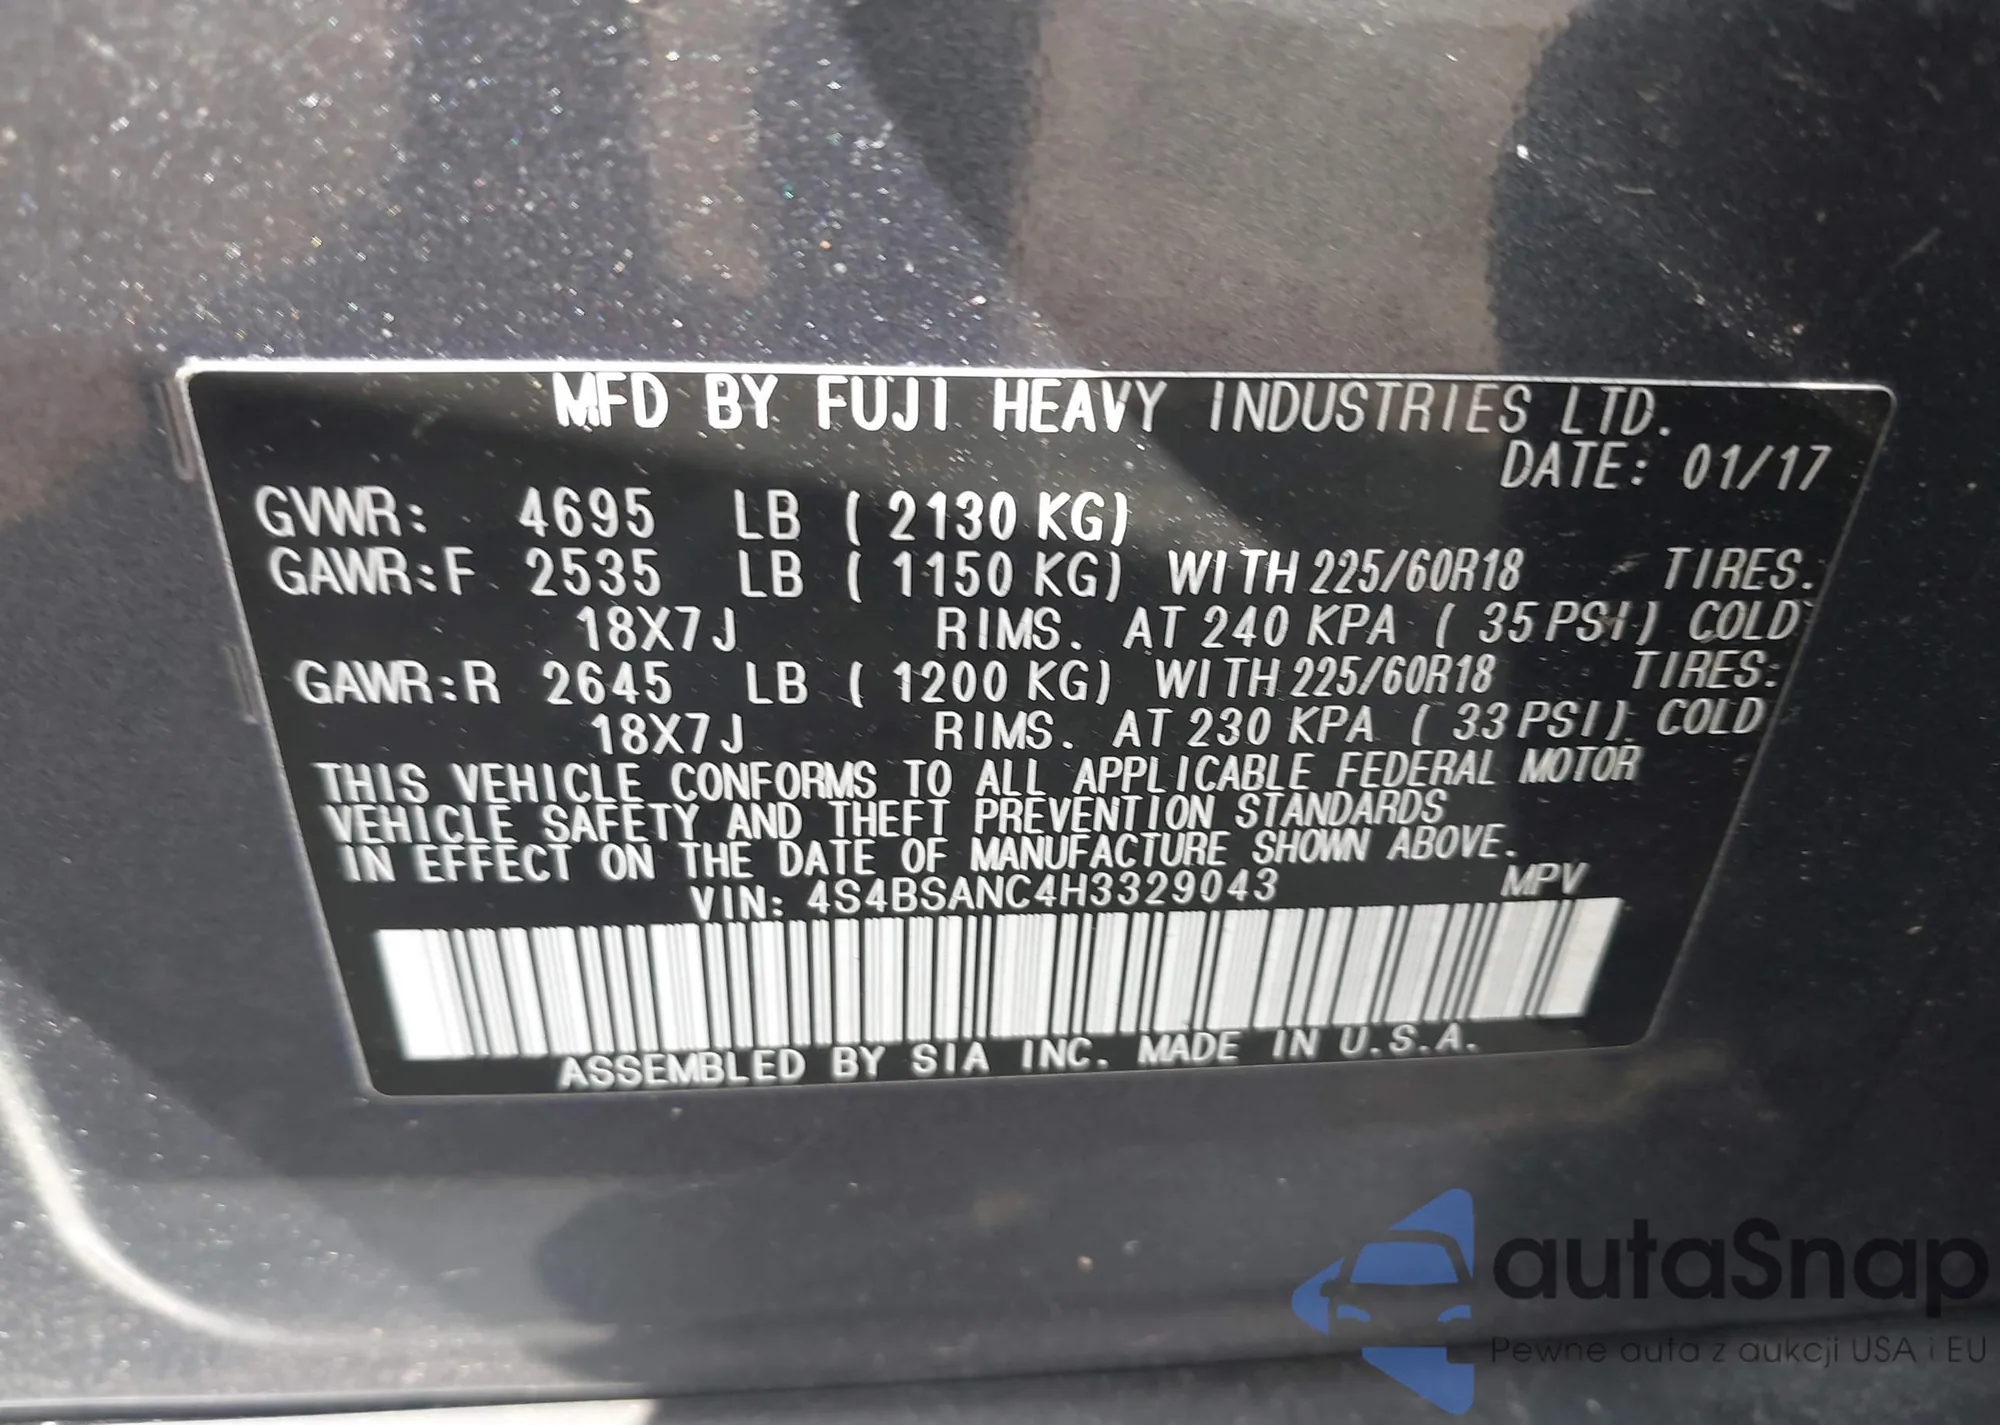 MFD BY FUJI HEAVY INDUSTRIES LTD.
DATE: 01/17
GVWR: 4695 LB ( 2130 KG)
GAWR:F 2535 LB ( 1150 KG) WITH 225/60R18 TIRES.
18X7J RIMS. AT 240 KPA ( 35 PSI) COLD
GAWR:R 2645 LB ( 1200 KG) WITH 225/60R18 TIRES.
18X7J RIMS. AT 230 KPA ( 33 PSI) COLD
THIS VEHICLE CONFORMS TO ALL APPLICABLE FEDERAL MOTOR
VEHICLE SAFETY AND THEFT PREVENTION STANDARDS
IN EFFECT ON THE DATE OF MANUFACTURE SHOWN ABOVE.
VIN: 4S4BSANC4H3329043 MPV
ASSEMBLED BY SIA INC. MADE IN U.S.A.
autaSnap
Pewne auta z aukcji USA i EU